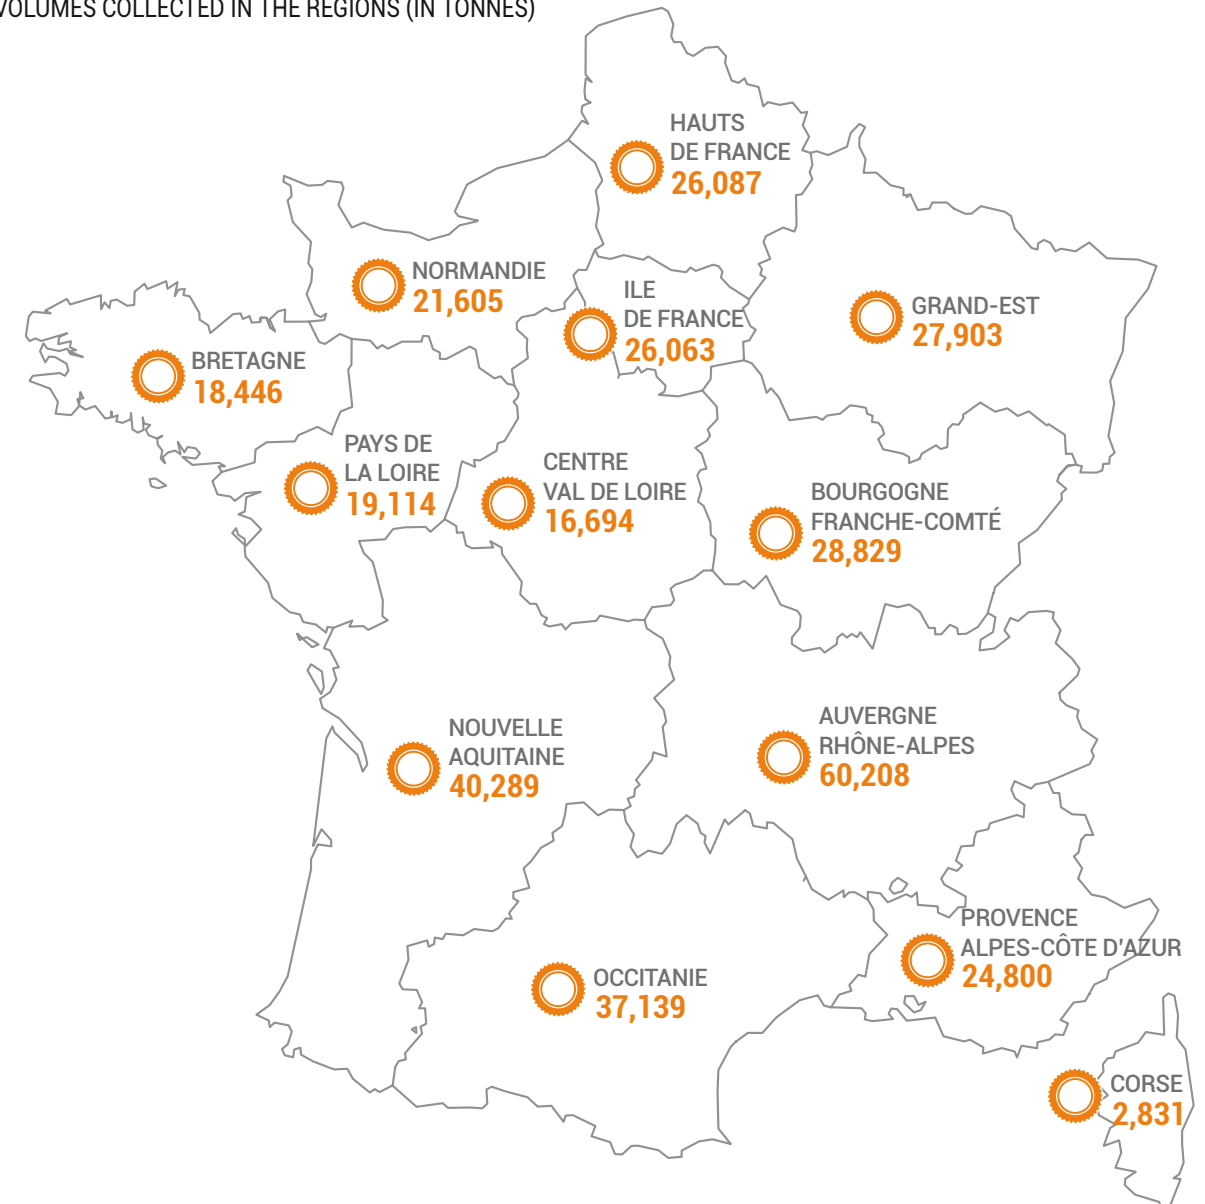 VOLUMES COLLECTED IN THE REGIONS (IN TONNES)
HAUTS
DE FRANCE
26,087
NORMANDIE
21,605
ILE
DE FRANCE
26,063
GRAND-EST
27,903
BRETAGNE
18,446
PAYS DE
LA LOIRE
19,114
CENTRE
VAL DE LOIRE
16,694
BOURGOGNE
FRANCHE-COMTÉ
28,829
NOUVELLE
AQUITAINE
40,289
AUVERGNE
RHÔNE-ALPES
60,208
PROVENCE
ALPES-CÔTE D'AZUR
24,800
OCCITANIE
37,139
CORSE
2,831